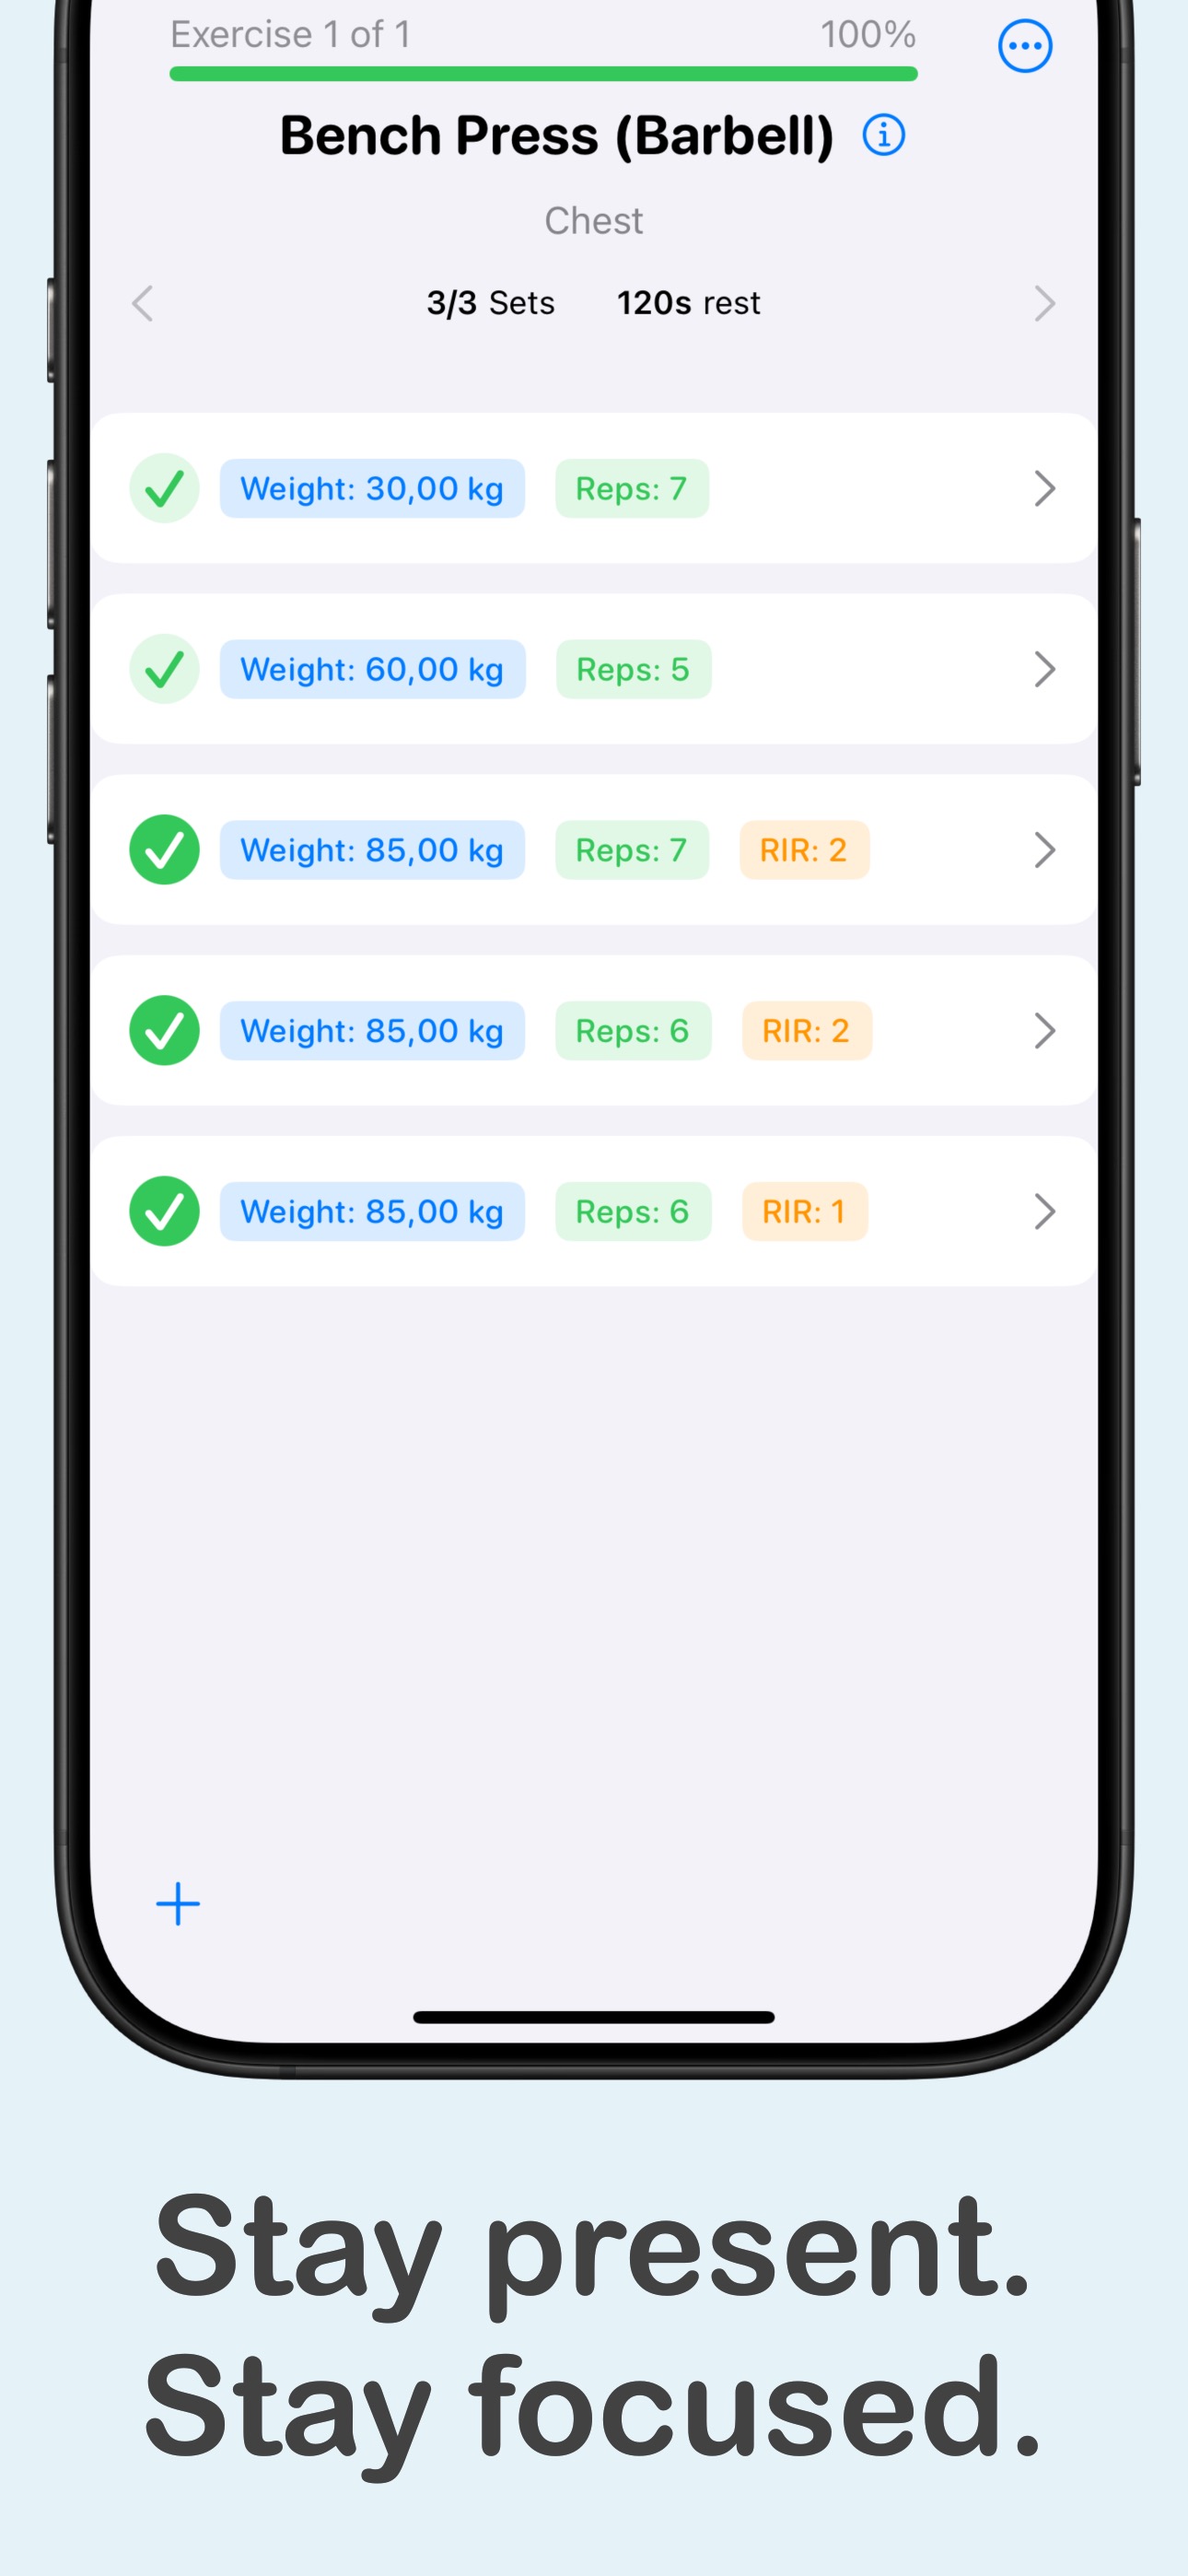 Exercise 1 of 1 100%
Bench Press (Barbell)
Chest
3/3 Sets 120s rest
Weight: 30,00 kg Reps: 7
Weight: 60,00 kg Reps: 5
Weight: 85,00 kg Reps: 7 RIR: 2
Weight: 85,00 kg Reps: 6 RIR: 2
Weight: 85,00 kg Reps: 6 RIR: 1
Stay present.
Stay focused.